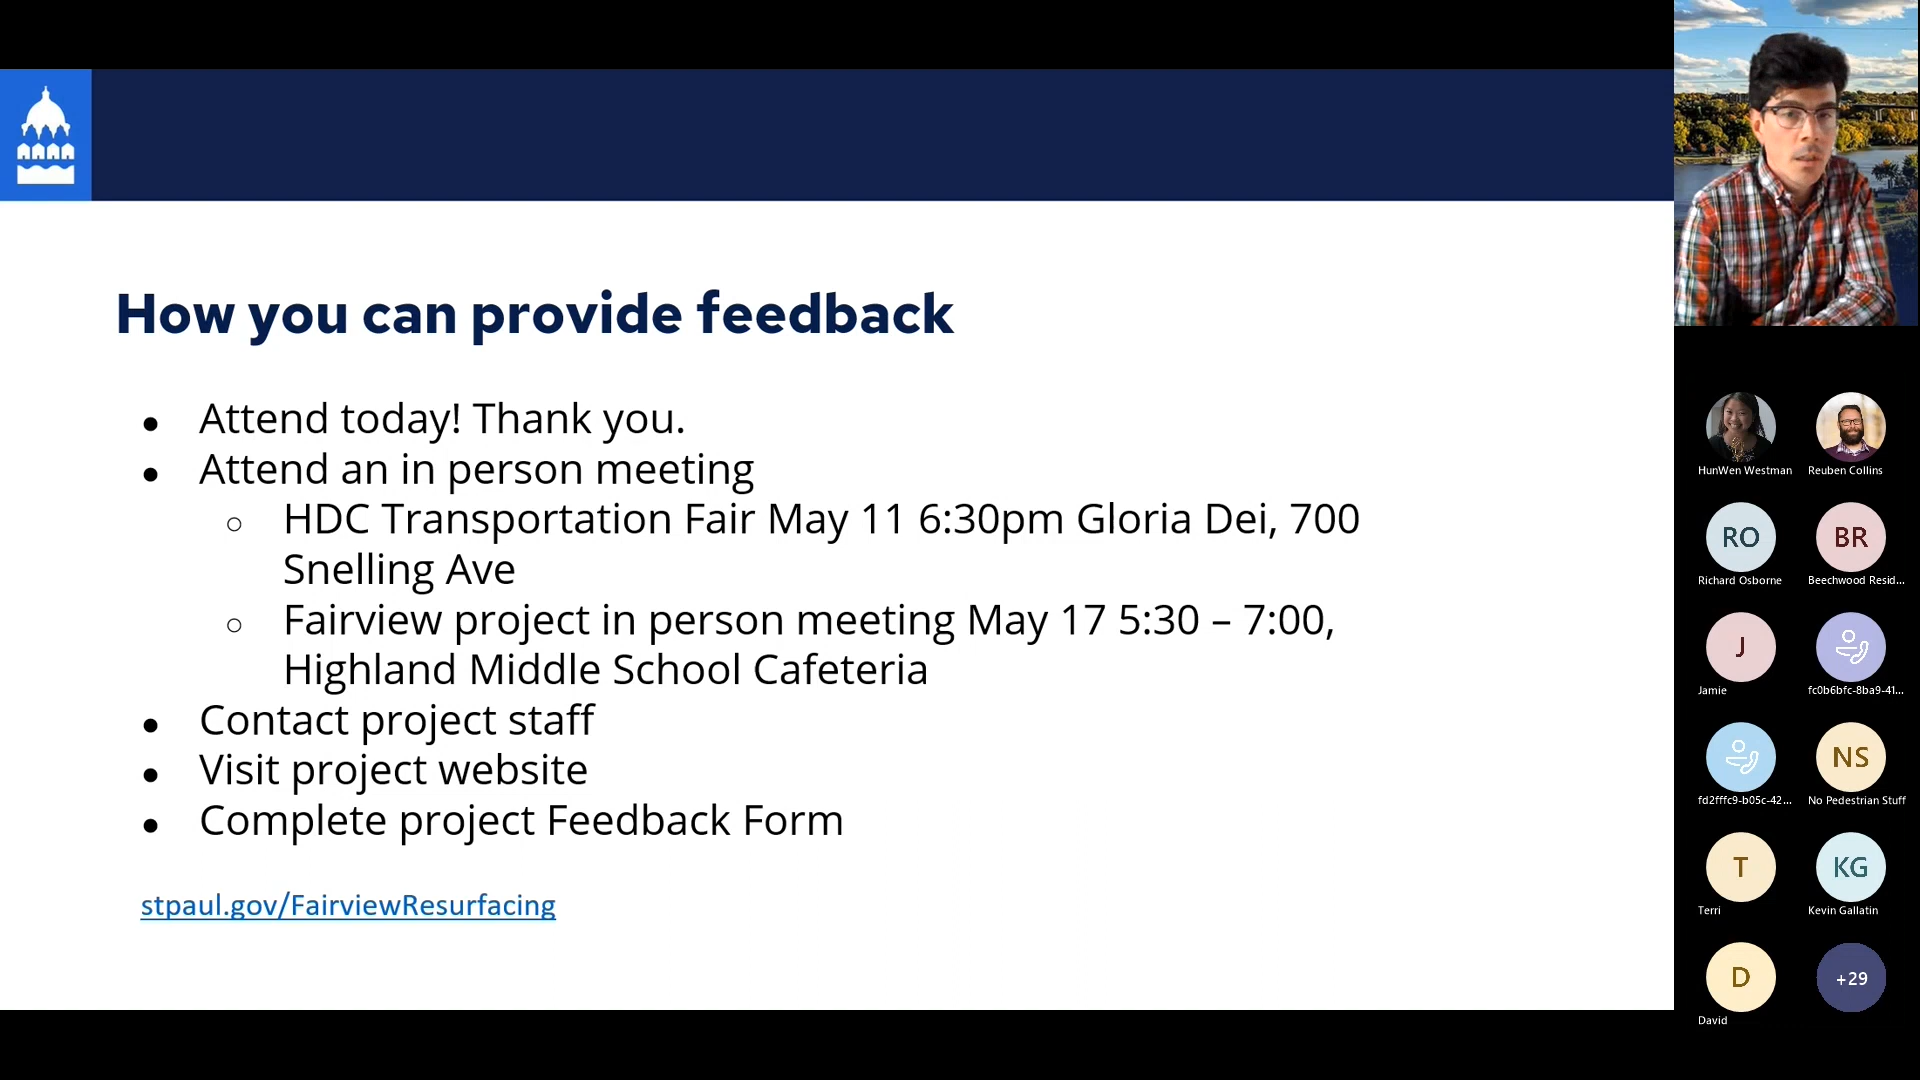 How you can provide feedback
● Attend today! Thank you.
● Attend an in person meeting
○ HDC Transportation Fair May 11 6:30pm Gloria Dei, 700
Snelling Ave
○ Fairview project in person meeting May 17 5:30 – 7:00,
Highland Middle School Cafeteria
● Contact project staff
● Visit project website
● Complete project Feedback Form
stpaul.gov/FairviewResurfacing
HunWen Westman
Reuben Collins
RO
BR
Richard Osborne
Beechwood Resid...
J
Jamie
fc0b6bfc-8ba9-41...
NS
fd2fffc9-b05c-42...
No Pedestrian Stuff
T
KG
Terri
Kevin Gallatin
D
+29
David